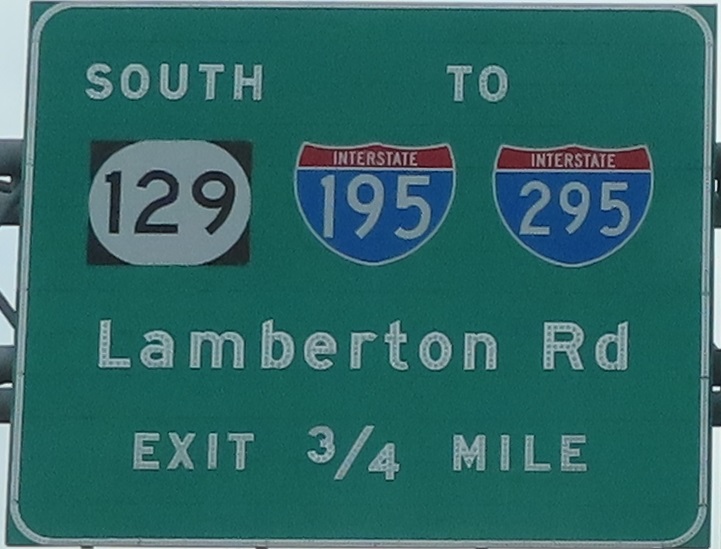 SOUTH TO
129 INTERSTATE 195 INTERSTATE 295
Lamberton Rd
EXIT 3/4 MILE